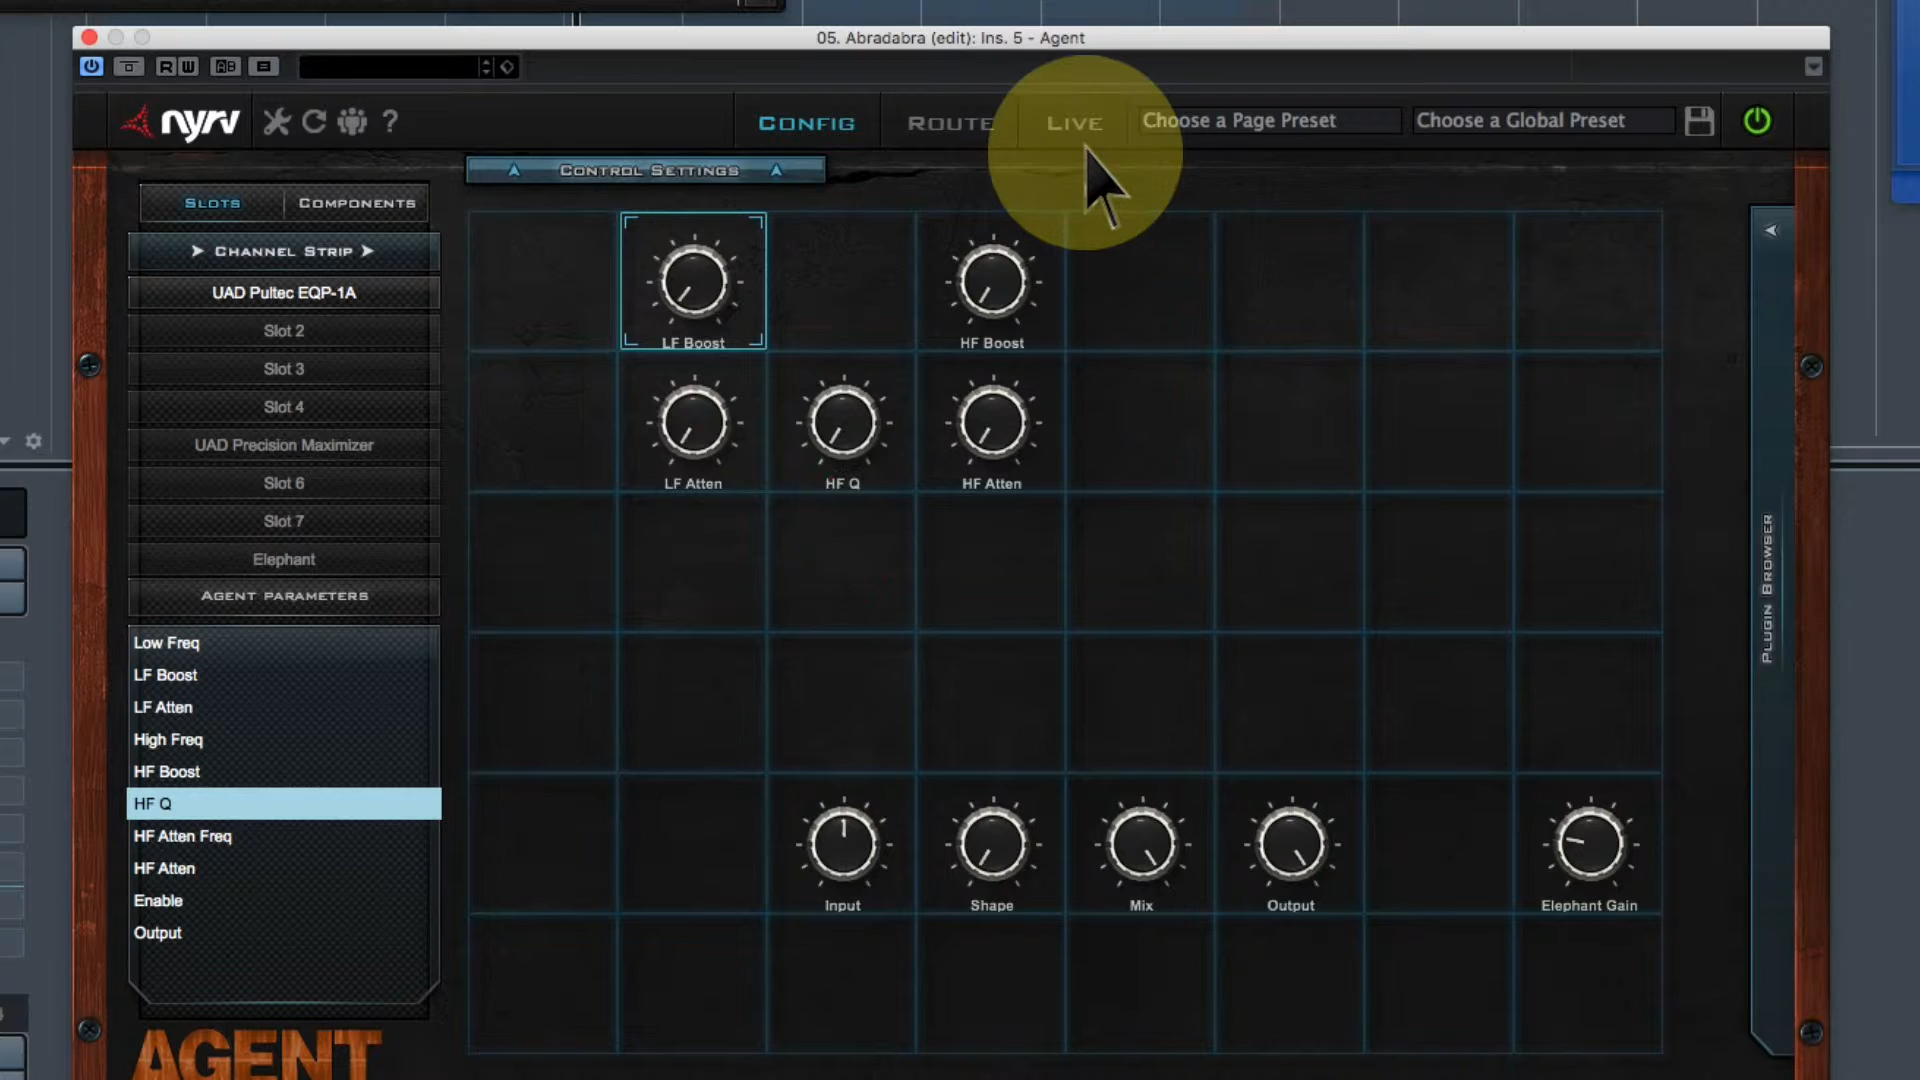 05. Abradabra (edit): Ins. 5 - Agent
R W AB
nyrv ? CONFIG ROUTE LIVE Choose a Page Preset Choose a Global Preset
CONTROL SETTINGS
SLOTS COMPONENTS
CHANNEL STRIP
UAD Pultec EQP-1A
Slot 2
Slot 3
Slot 4
UAD Precision Maximizer
Slot 6
Slot 7
Elephant
AGENT PARAMETERS
Low Freq
LF Boost
LF Atten
High Freq
HF Boost
HF Q
HF Atten Freq
HF Atten
Enable
Output
AGENT
LF Boost HF Boost
LF Atten HF Q HF Atten
Input Shape Mix Output Elephant Gain
PLUGIN BROWSER